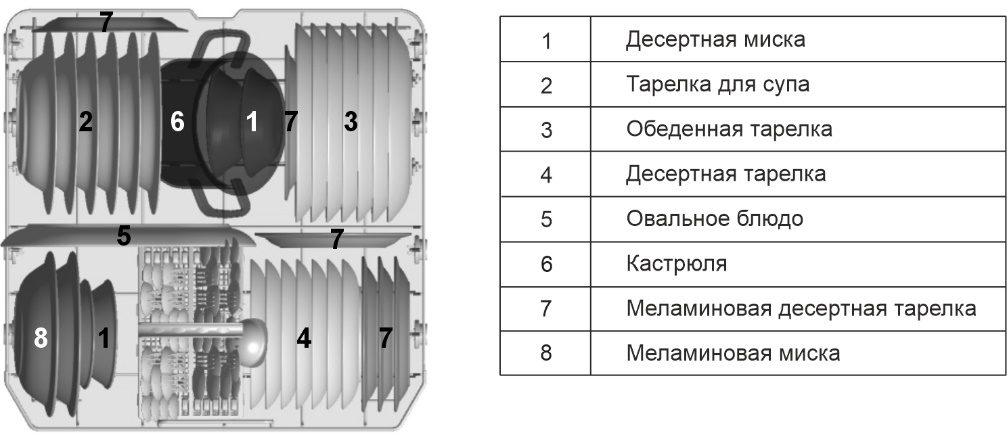 7
2
6
1
7
3
5
7
8
1
4
7
1 Десертная миска
2 Тарелка для супа
3 Обеденная тарелка
4 Десертная тарелка
5 Овальное блюдо
6 Кастрюля
7 Меламиновая десертная тарелка
8 Меламиновая миска